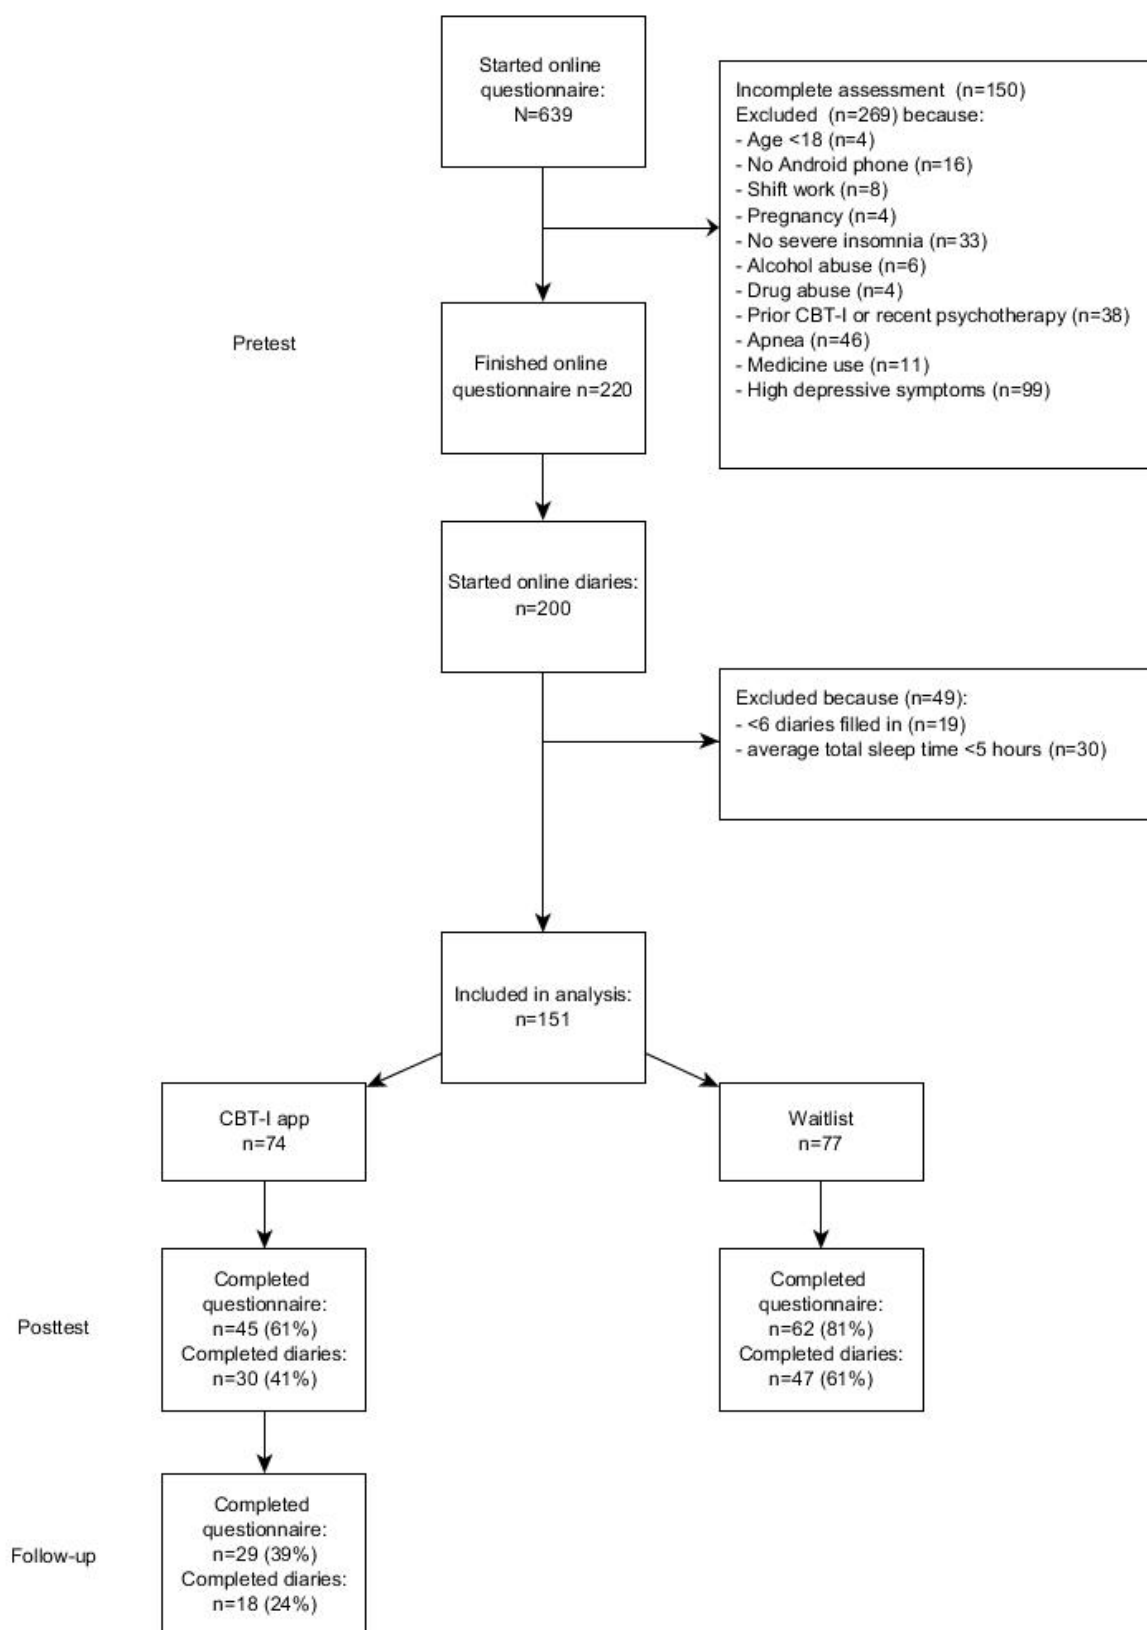 Started online
questionnaire:
N=639
Incomplete assessment  (n=150)
Excluded  (n=269) because:
- Age <18 (n=4)
- No Android phone (n=16)
- Shift work (n=8)
- Pregnancy (n=4)
- No severe insomnia (n=33)
- Alcohol abuse (n=6)
- Drug abuse (n=4)
- Prior CBT-I or recent psychotherapy (n=38)
- Apnea (n=46)
- Medicine use (n=11)
- High depressive symptoms (n=99)
Pretest
Finished online
questionnaire n=220
Started online diaries:
n=200
Excluded because (n=49):
- <6 diaries filled in (n=19)
- average total sleep time <5 hours (n=30)
Included in analysis:
n=151
CBT-I app
n=74
Waitlist
n=77
Posttest
Completed
questionnaire:
n=45 (61%)
Completed diaries:
n=30 (41%)
Completed
questionnaire:
n=62 (81%)
Completed diaries:
n=47 (61%)
Follow-up
Completed
questionnaire:
n=29 (39%)
Completed diaries:
n=18 (24%)